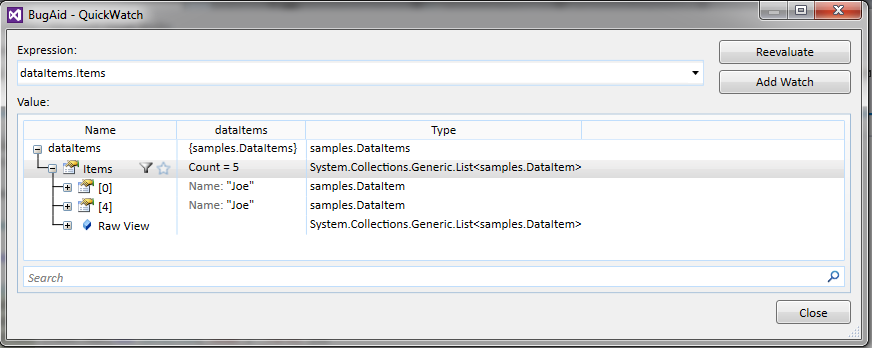 BugAid - QuickWatch
Expression:
Reevaluate
dataItems.Items
Add Watch
Value:
Name dataItems Type
dataItems {samples.DataItems} samples.DataItems
Items Count = 5 System.Collections.Generic.List<samples.DataItem>
[0] Name: "Joe" samples.DataItem
[4] Name: "Joe" samples.DataItem
Raw View System.Collections.Generic.List<samples.DataItem>
Search
Close